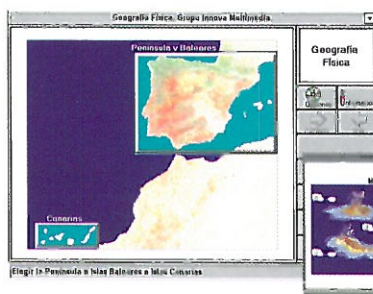 Geografía Física. Grupo Innova Multimedia.
Península y Baleares
Geografía
Física
Canarias
Elegir la Península o Islas Baleares o Islas Canarias